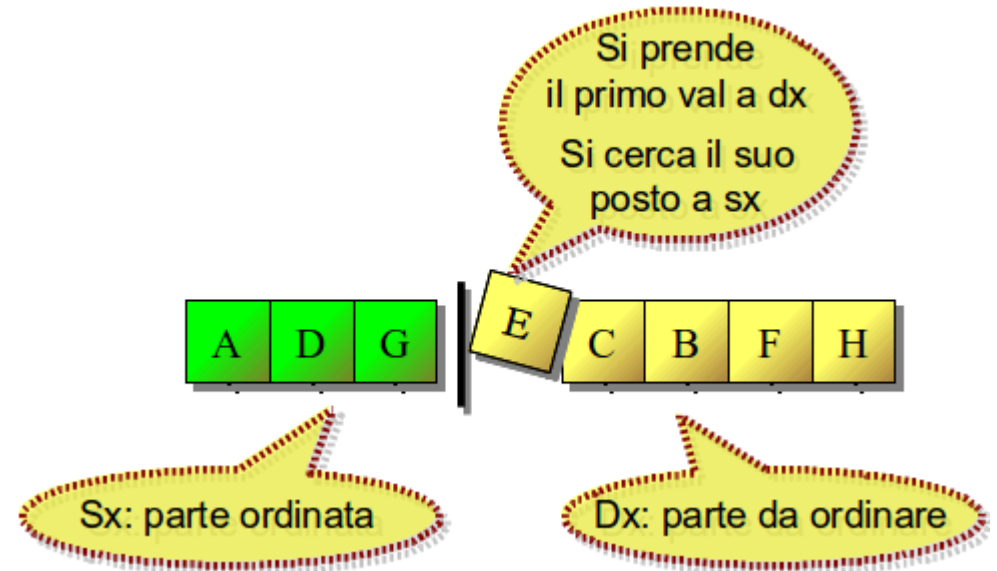 Si prende
il primo val a dx
Si cerca il suo
posto a sx
A D G E C B F H
Sx: parte ordinata
Dx: parte da ordinare